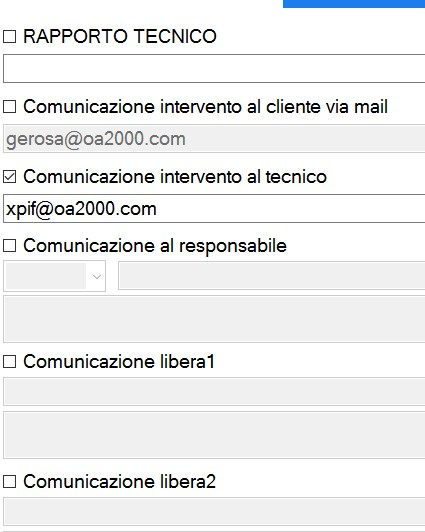 RAPPORTO TECNICO
Comunicazione intervento al cliente via mail
gerosa@oa2000.com
Comunicazione intervento al tecnico
xpif@oa2000.com
Comunicazione al responsabile
Comunicazione libera1
Comunicazione libera2